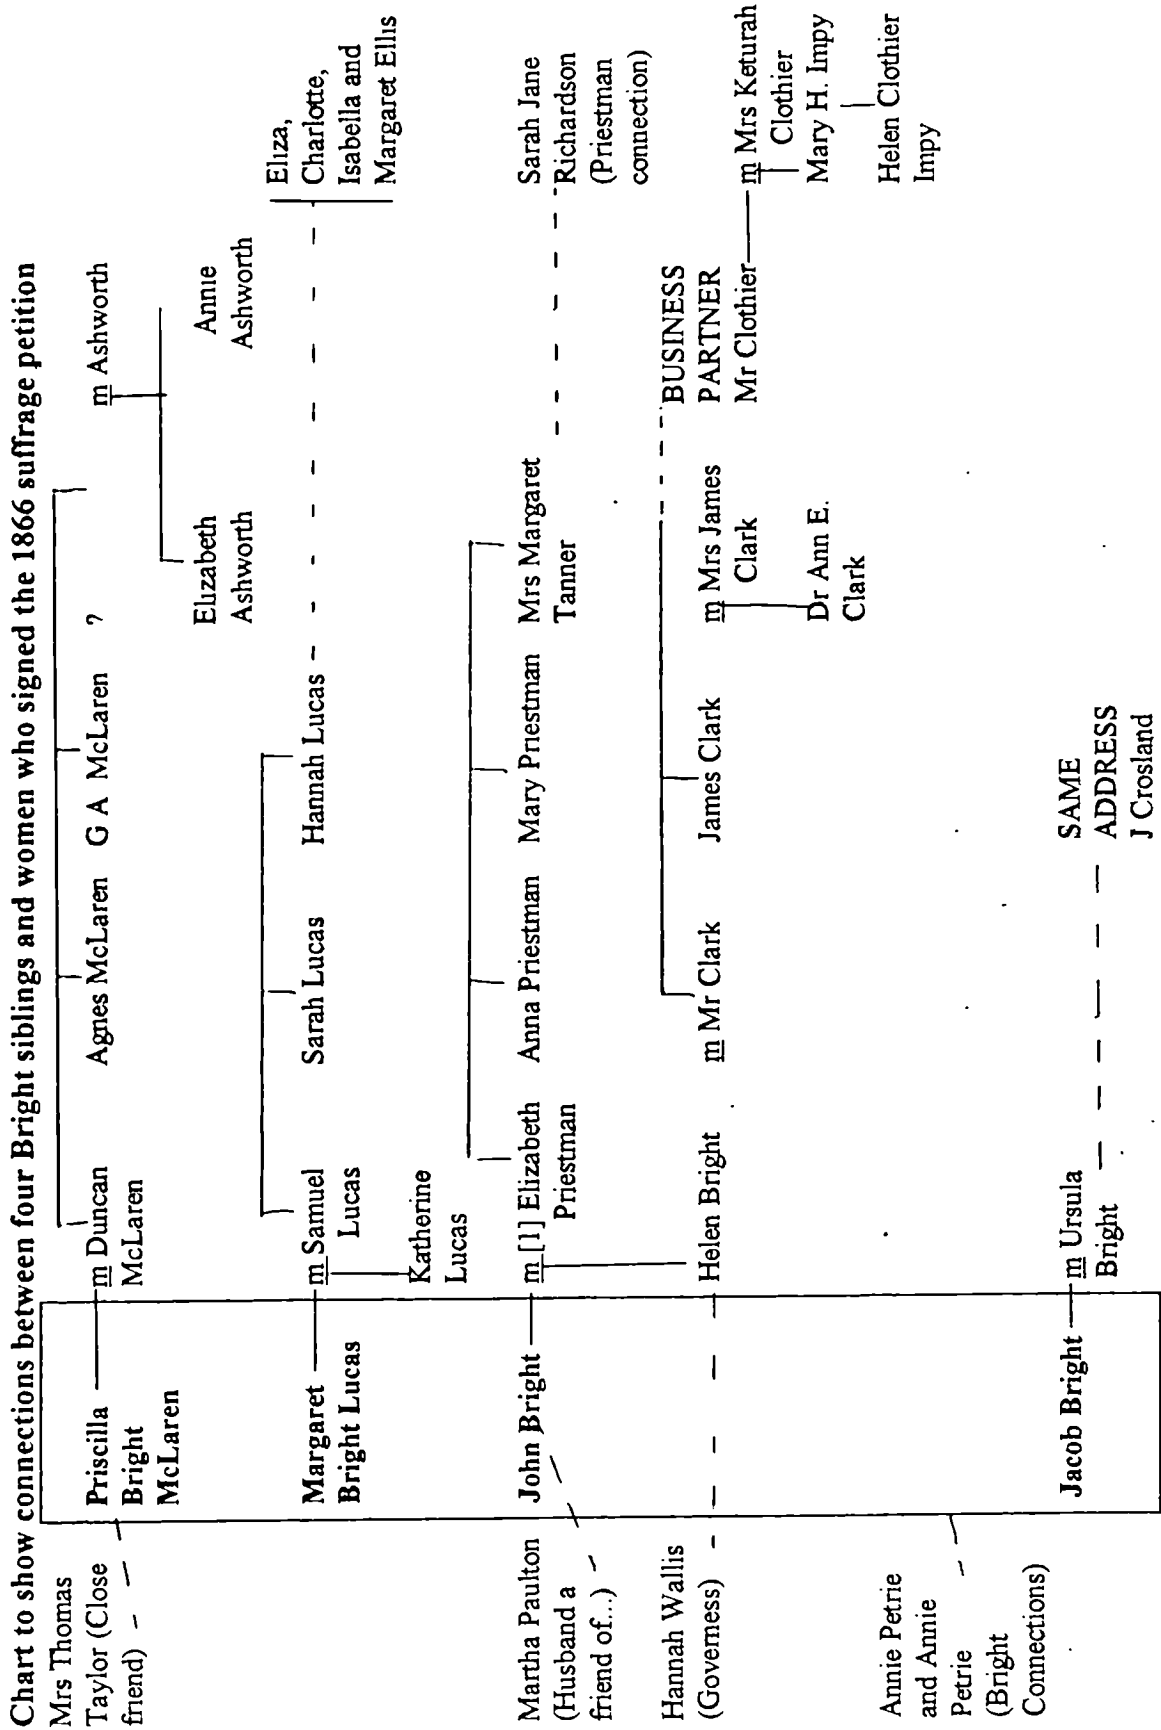 Chart to show connections between four Bright siblings and women who signed the 1866 suffrage petition
Mrs Thomas
Taylor (Close
friend)
Priscilla
Bright
McLaren
m Duncan
McLaren
Agnes McLaren
G A McLaren
?
m Ashworth
Elizabeth
Ashworth
Annie
Ashworth
Margaret
Bright Lucas
m Samuel
Lucas
Katherine
Lucas
Sarah Lucas
Hannah Lucas
Eliza,
Charlotte,
Isabella and
Margaret Ellis
Martha Paulton
(Husband a
friend of...)
John Bright
m [1] Elizabeth
Priestman
Anna Priestman
Mary Priestman
Mrs Margaret
Tanner
Sarah Jane
Richardson
(Priestman
connection)
Hannah Wallis
(Governess)
Helen Bright
m Mr Clark
James Clark
m Mrs James
Clark
Dr Ann E.
Clark
BUSINESS
PARTNER
Mr Clothier
m Mrs Keturah
Clothier
Mary H. Impy
Helen Clothier
Impy
Annie Petrie
and Annie
Petrie
(Bright
Connections)
Jacob Bright
m Ursula
Bright
SAME
ADDRESS
J Crosland